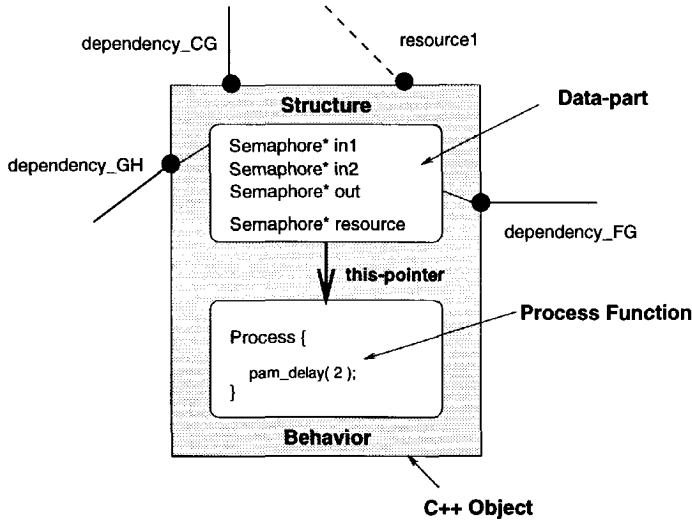 dependency_CG
resource1
Structure
Data-part
Semaphore* in1
Semaphore* in2
Semaphore* out
Semaphore* resource
dependency_GH
dependency_FG
this-pointer
Process Function
Process {
pam_delay( 2 );
}
Behavior
C++ Object